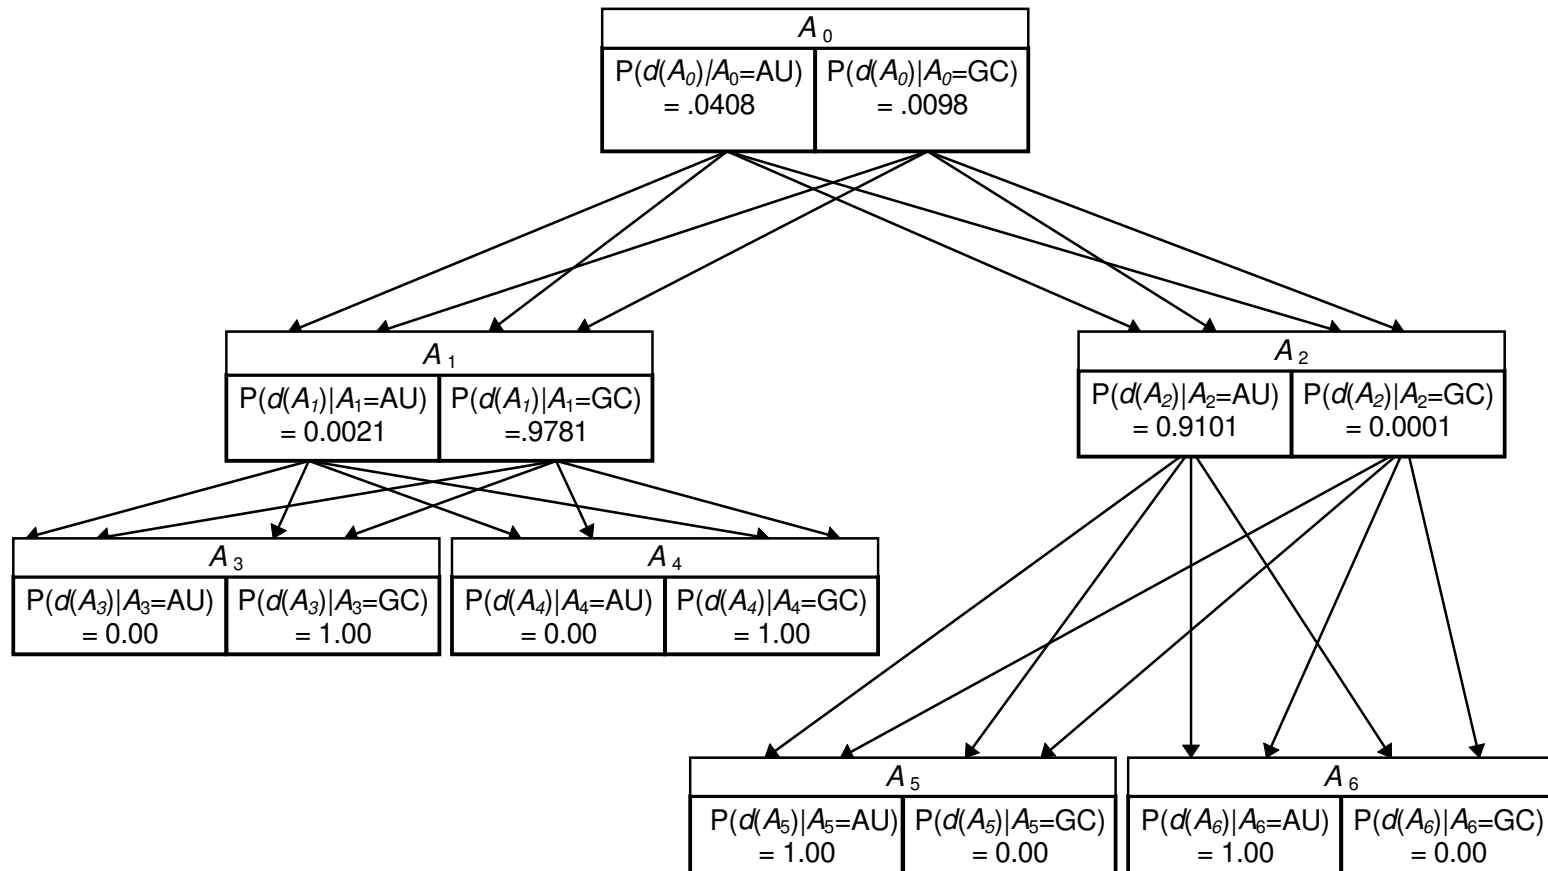 A 0
P(d(A0)/A0=AU)
= .0408
P(d(A0)|A0=GC)
= .0098
A 1
P(d(A1)|A1=AU)
= 0.0021
P(d(A1)|A1=GC)
=.9781
A 2
P(d(A2)|A2=AU)
= 0.9101
P(d(A2)|A2=GC)
= 0.0001
A 3
P(d(A3)|A3=AU)
= 0.00
P(d(A3)|A3=GC)
= 1.00
A 4
P(d(A4)|A4=AU)
= 0.00
P(d(A4)|A4=GC)
= 1.00
A 5
P(d(A5)|A5=AU)
= 1.00
P(d(A5)|A5=GC)
= 0.00
A 6
P(d(A6)|A6=AU)
= 1.00
P(d(A6)|A6=GC)
= 0.00